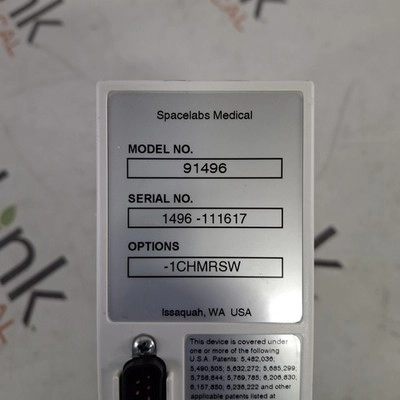 Spacelabs Medical
MODEL NO.
91496
SERIAL NO.
1496 -111617
OPTIONS
-1CHMRSW
Issaquah, WA USA
This device is covered under
one or more of the following
U.S.A. Patents: 5,482,036;
5,490,505; 5,632,272; 5,685,299;
5,758,644; 5,769,785; 6,206,830;
6,157,850; 6,236,222 and other
applicable patents listed at